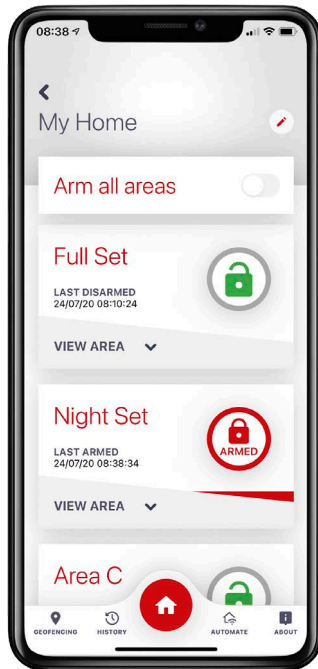 08:38
My Home
Arm all areas
Full Set
LAST DISARMED
24/07/20 08:10:24
VIEW AREA
Night Set
LAST ARMED
24/07/20 08:38:34
ARMED
VIEW AREA
Area C
GEOFENCING
HISTORY
AUTOMATE
ABOUT